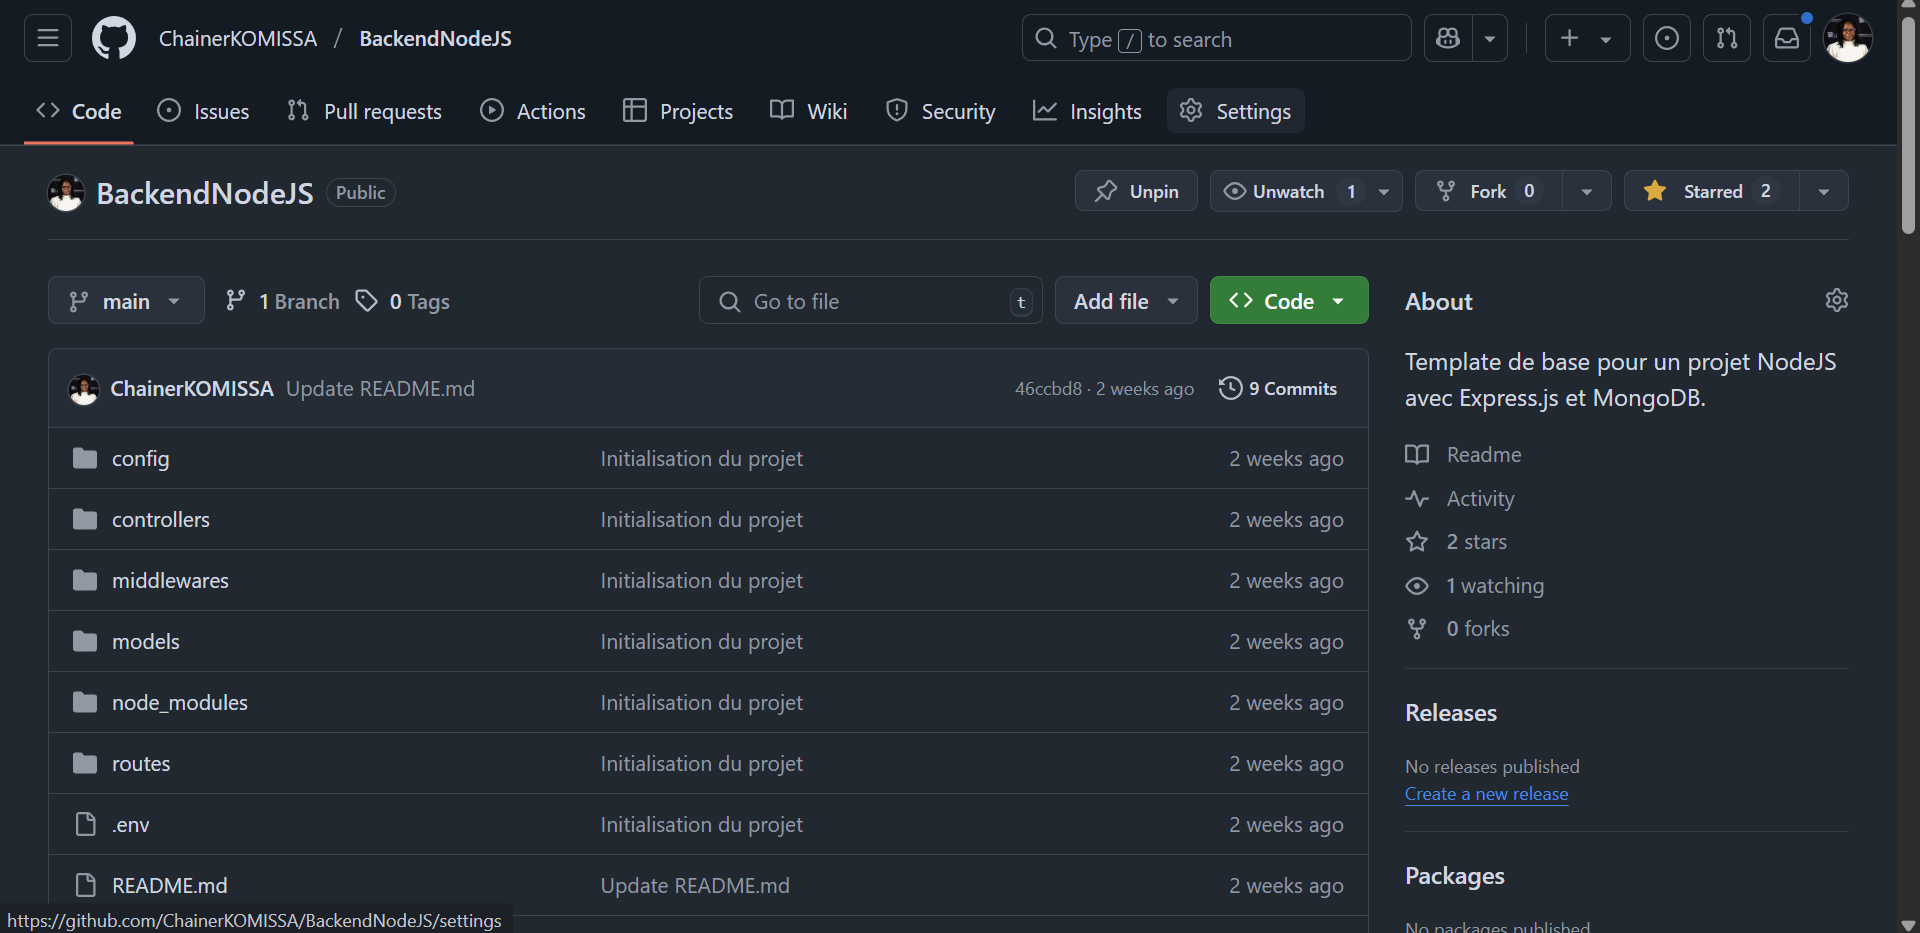 ChainerKOMISSA / BackendNodeJS
Type / to search
Code Issues Pull requests Actions Projects Wiki Security Insights Settings
BackendNodeJS Public
Unpin Unwatch 1 Fork 0 Starred 2
main 1 Branch 0 Tags
Go to file t Add file Code
ChainerKOMISSA Update README.md 46ccbd8 · 2 weeks ago 9 Commits
config Initialisation du projet 2 weeks ago
controllers Initialisation du projet 2 weeks ago
middlewares Initialisation du projet 2 weeks ago
models Initialisation du projet 2 weeks ago
node_modules Initialisation du projet 2 weeks ago
routes Initialisation du projet 2 weeks ago
.env Initialisation du projet 2 weeks ago
README.md Update README.md 2 weeks ago
About
Template de base pour un projet NodeJS
avec Express.js et MongoDB.
Readme
Activity
2 stars
1 watching
0 forks
Releases
No releases published
Create a new release
Packages
No packages published
https://github.com/ChainerKOMISSA/BackendNodeJS/settings